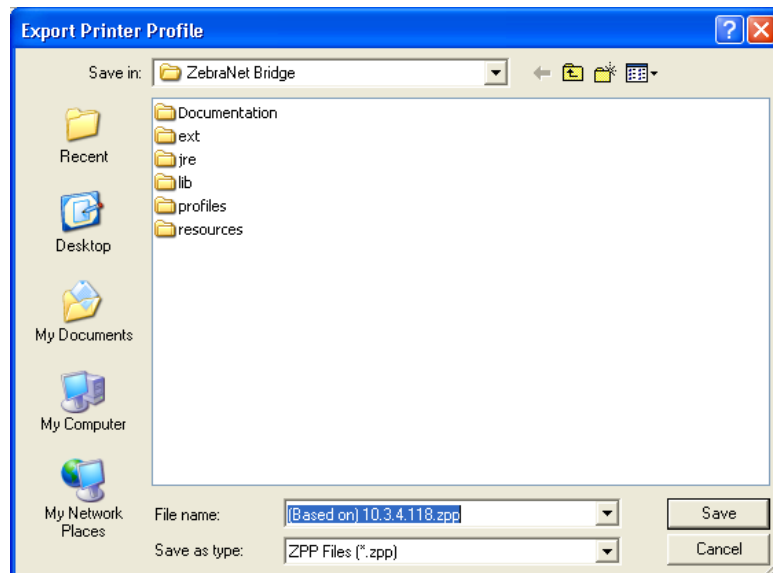 Export Printer Profile
Save in: ZebraNet Bridge
Recent
Desktop
My Documents
My Computer
My Network
Places
Documentation
ext
jre
lib
profiles
resources
File name: (Based on) 10.3.4.118.zpp
Save
Save as type: ZPP Files (*.zpp)
Cancel